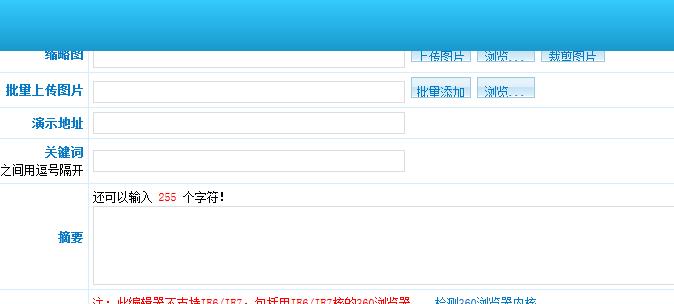 缩略图 上传图片 浏览... 裁剪图片
批量上传图片 批量添加 浏览...
演示地址
关键词
之间用逗号隔开
还可以输入 255 个字符!
摘要
注: 此编辑器不支持IE6/IE7, 包括用IE6/IE7核的360浏览器 检测360浏览器内核